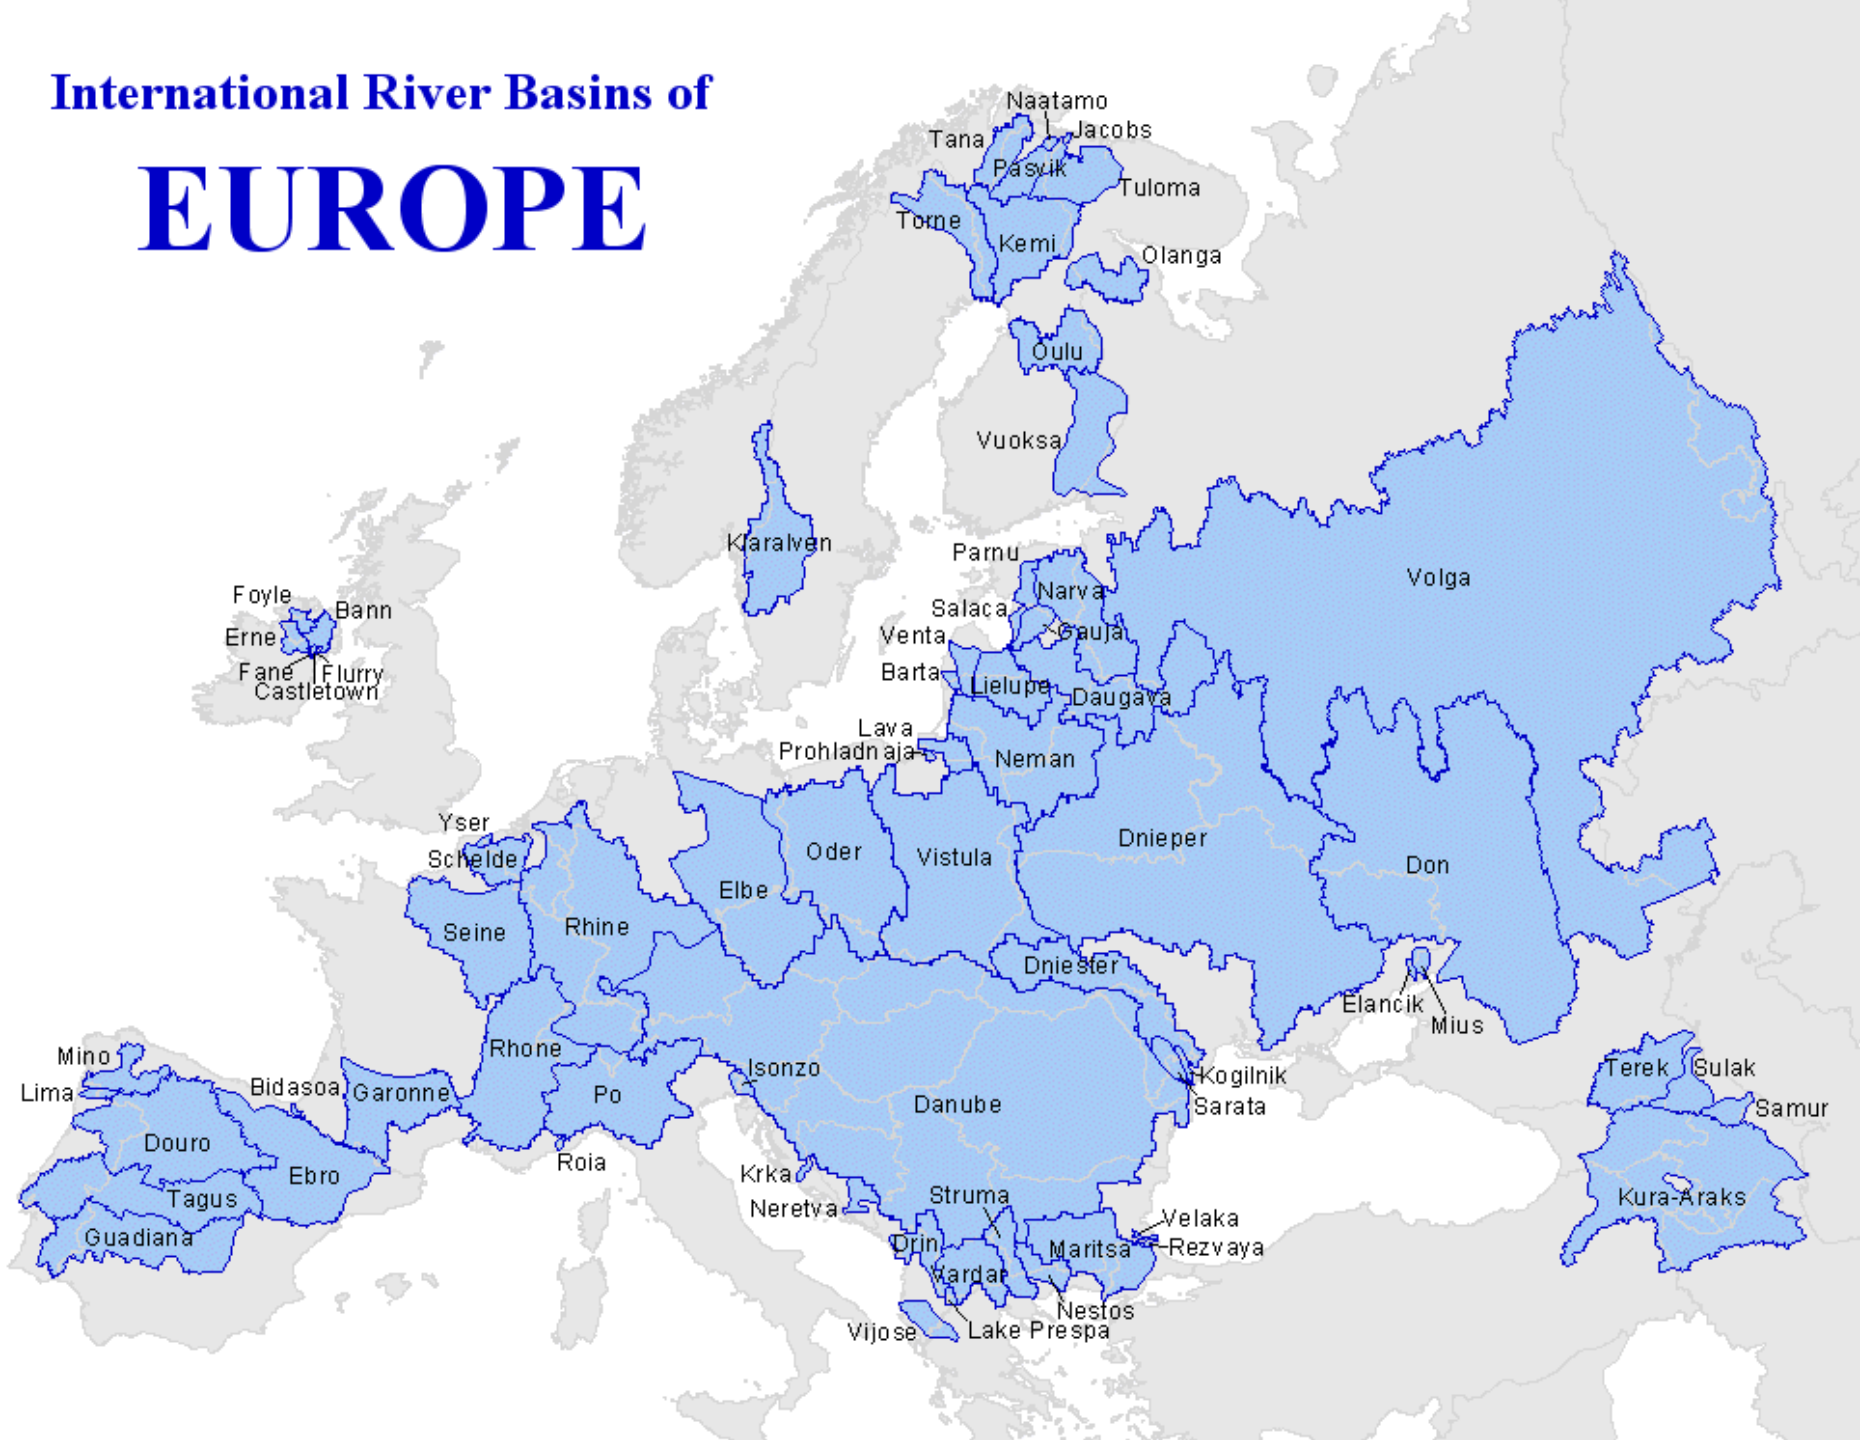 International River Basins of
EUROPE
Naatamo
Tana
Jacobs
Pasvik
Tuloma
Torne
Kemi
Olanga
Oulu
Vuoksa
Klaralven
Parnu
Narva
Volga
Foyle
Bann
Salaca
Erne
Venta
Gauja
Fane
Flurry
Castletown
Barta
Lielupe
Daugava
Lava
Prohladnaja
Neman
Yser
Schelde
Oder
Vistula
Dnieper
Don
Elbe
Seine
Rhine
Dniester
Elancik
Mius
Mino
Rhone
Isonzo
Terek
Sulak
Lima
Bidasoa
Garonne
Po
Danube
Kogilnik
Sarata
Samur
Douro
Roia
Ebro
Krka
Tagus
Struma
Neretva
Kura-Araks
Guadiana
Drin
Maritsa
Velaka
Rezvaya
Vardar
Nestos
Vijose
Lake Prespa